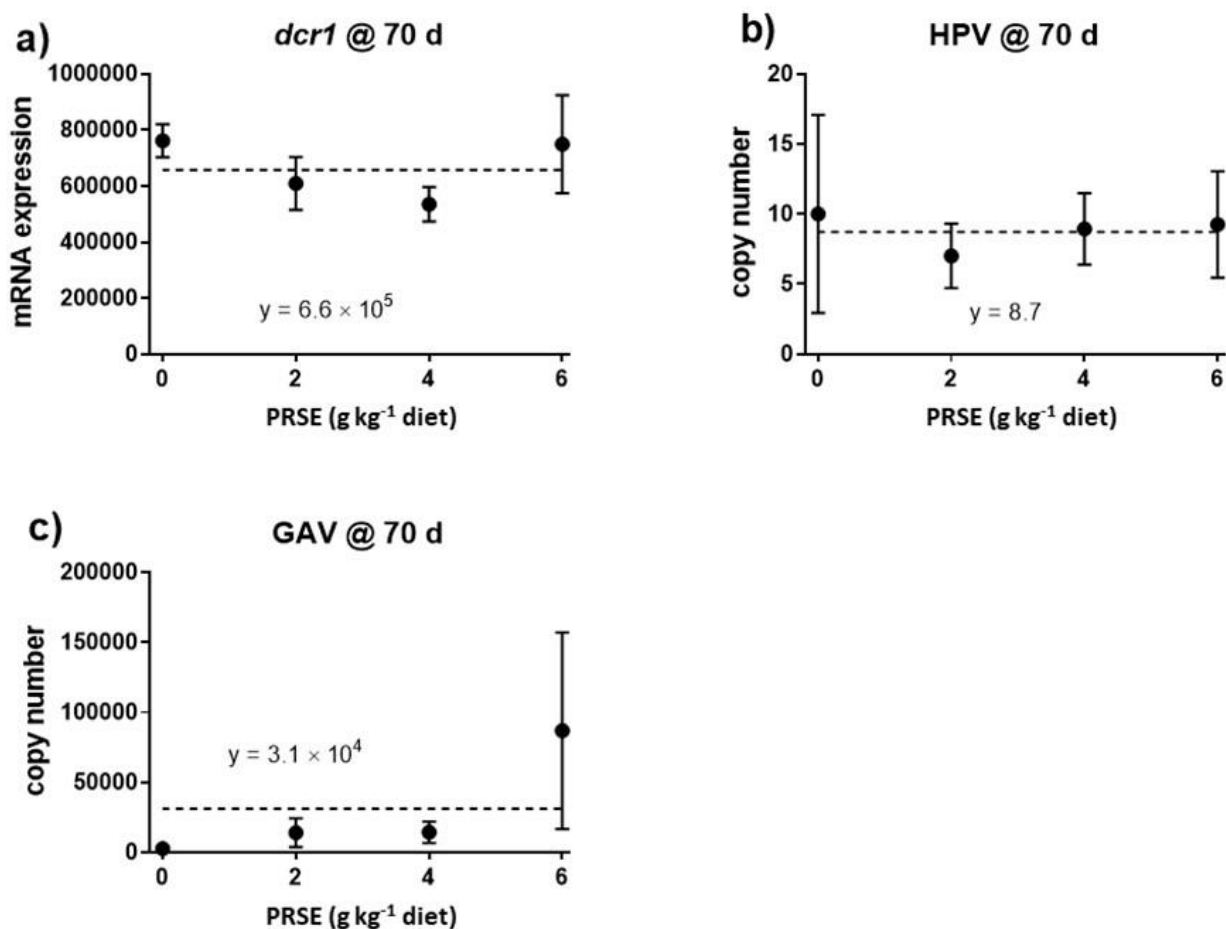 a)
dcr1 @ 70 d
mRNA expression
1000000
800000
600000
400000
200000
0
y = 6.6 × 10⁵
0 2 4 6
PRSE (g kg⁻¹ diet)
b)
HPV @ 70 d
copy number
20
15
10
5
0
y = 8.7
0 2 4 6
PRSE (g kg⁻¹ diet)
c)
GAV @ 70 d
copy number
200000
150000
100000
50000
0
y = 3.1 × 10⁴
0 2 4 6
PRSE (g kg⁻¹ diet)